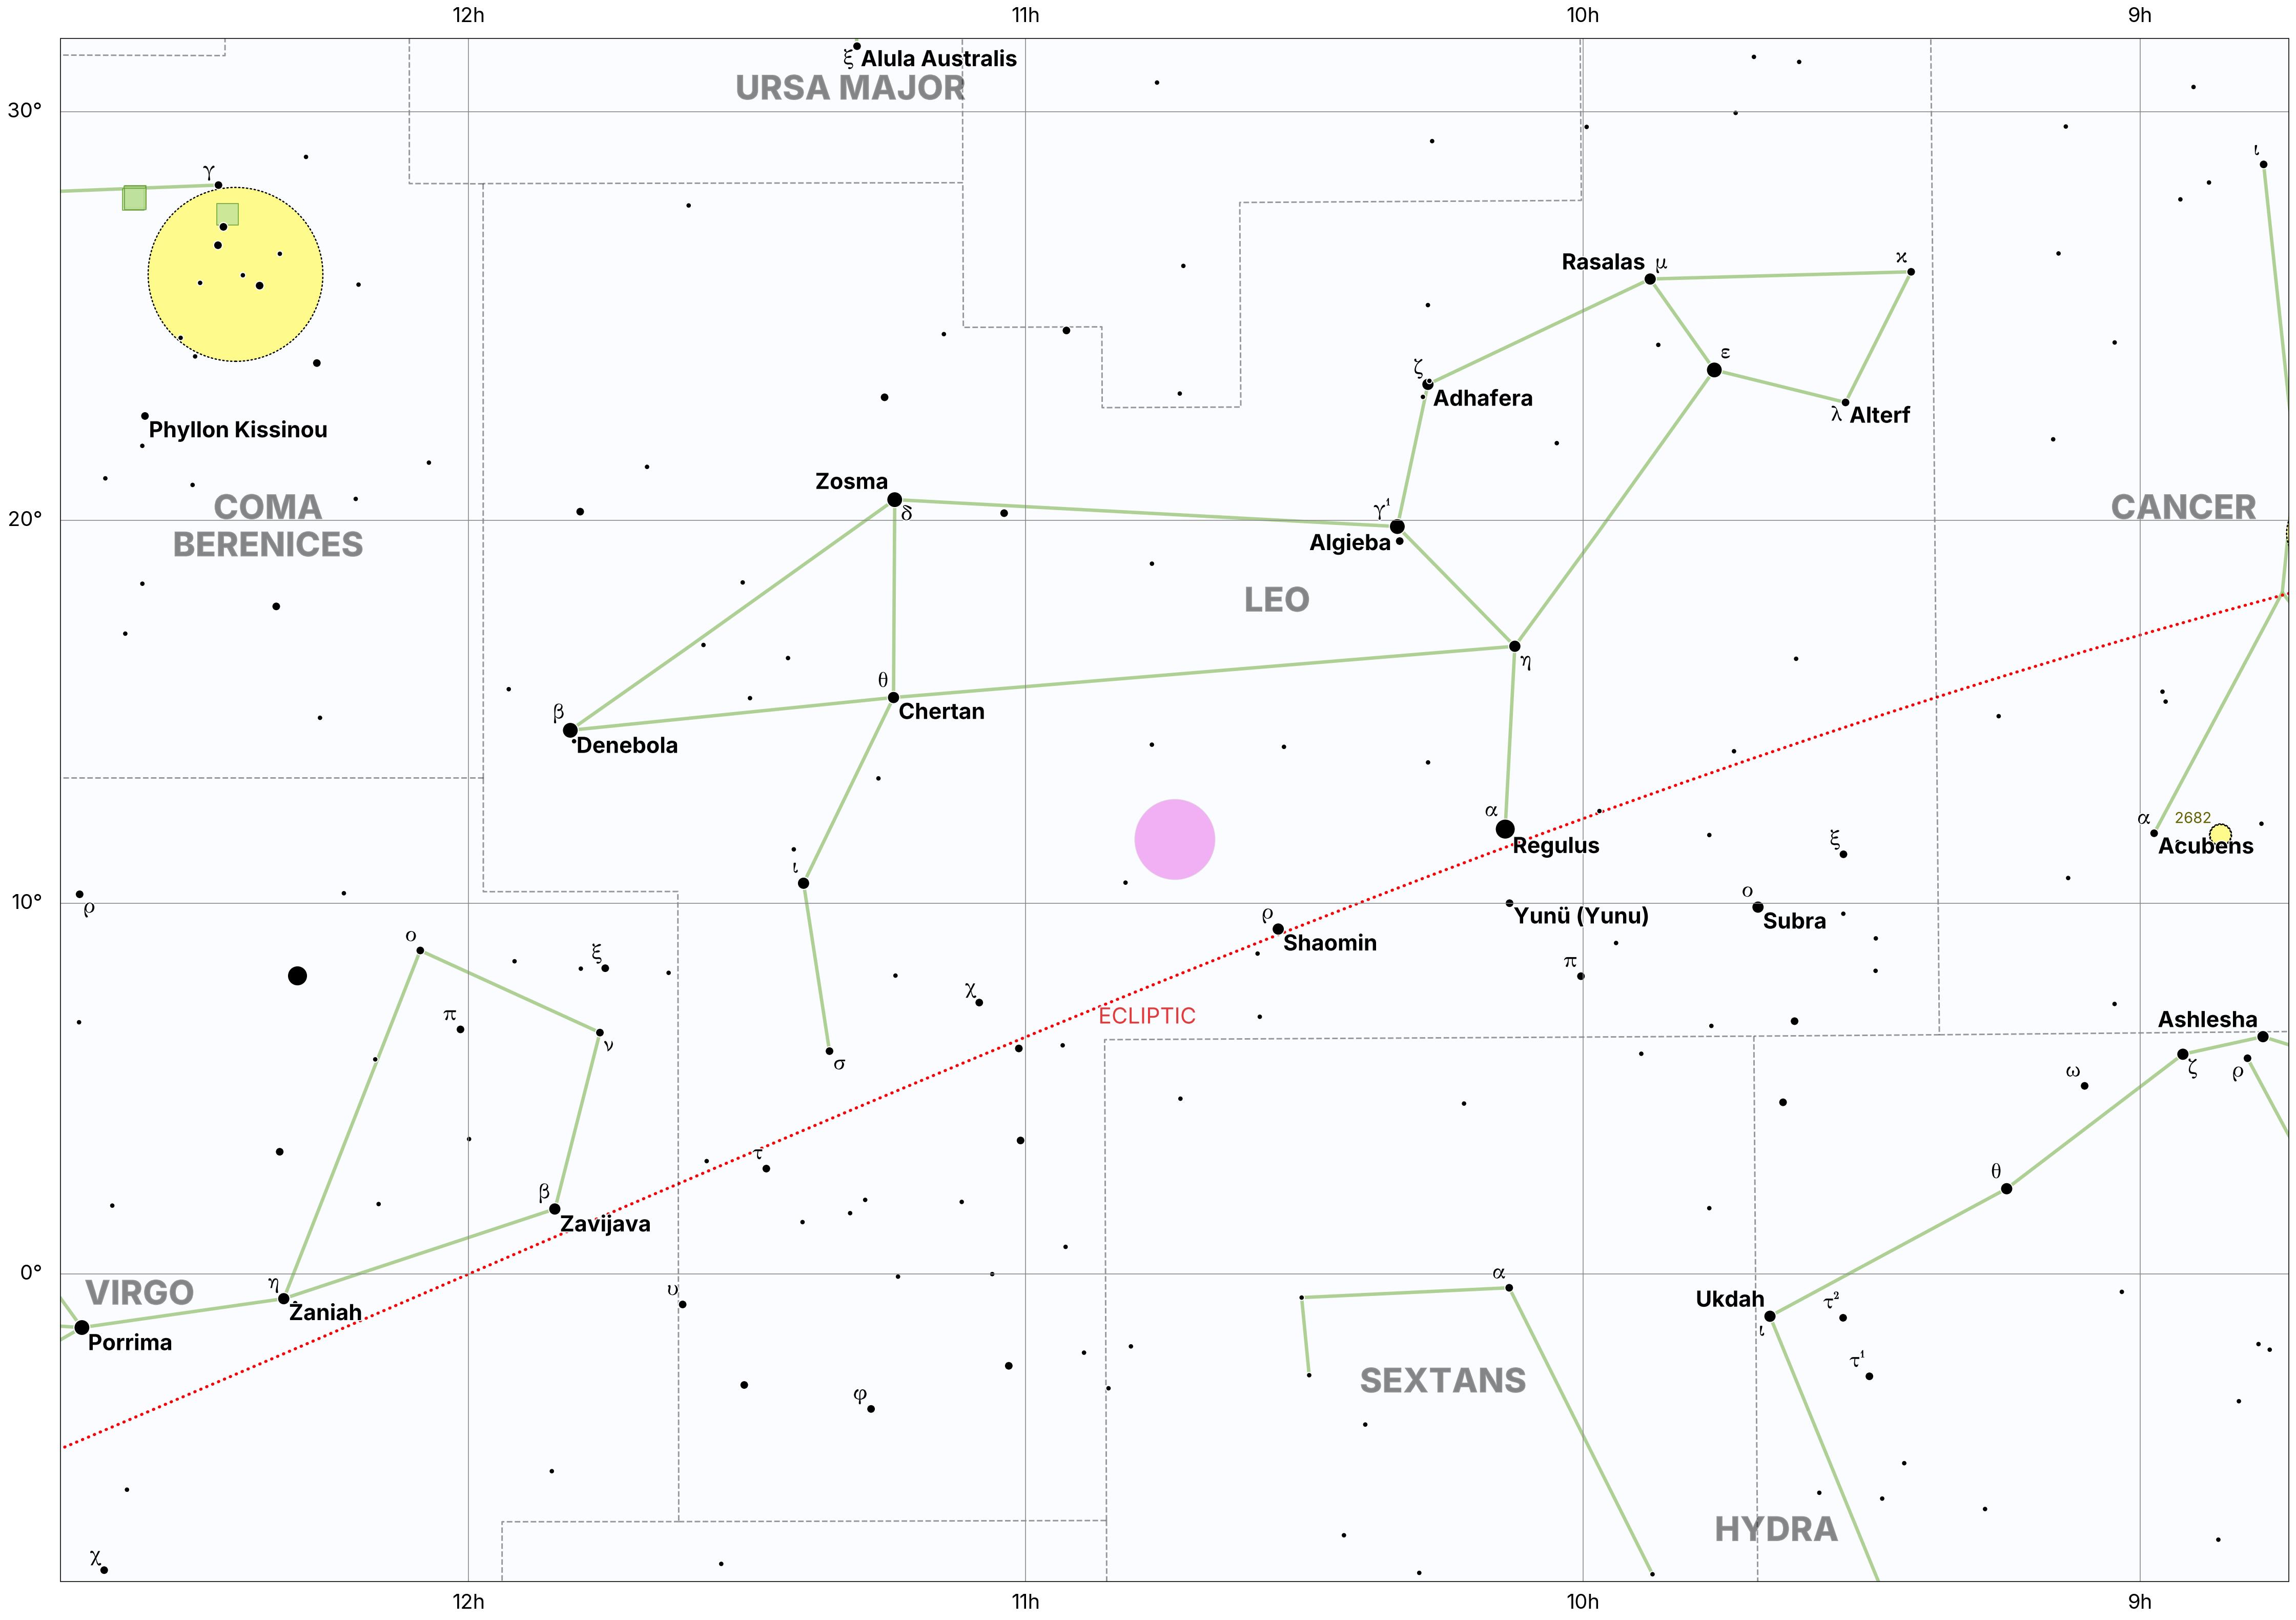 12h
11h
10h
9h
ξ Alula Australis
URSA MAJOR
30°
γ
ι
Rasalas μ
ϰ
ε
ζ
Adhafera
λ Alterf
Phyllon Kissinou
Zosma
δ
COMA
BERENICES
20°
γ¹
Algieba
CANCER
LEO
η
θ
Chertan
β
Denebola
α
Regulus
ξ
α
2682
Acubens
ι
10°
ρ
ο
Subra
Yunü (Yunu)
ρ
Shaomin
ο
ξ
π
χ
π
ν
ECLIPTIC
σ
Ashlesha
ζ
ρ
ω
τ
θ
β
Zavijava
0°
VIRGO
η
Zaniah
υ
α
Ukdah
ι
τ²
Porrima
τ¹
SEXTANS
φ
HYDRA
χ
12h
11h
10h
9h